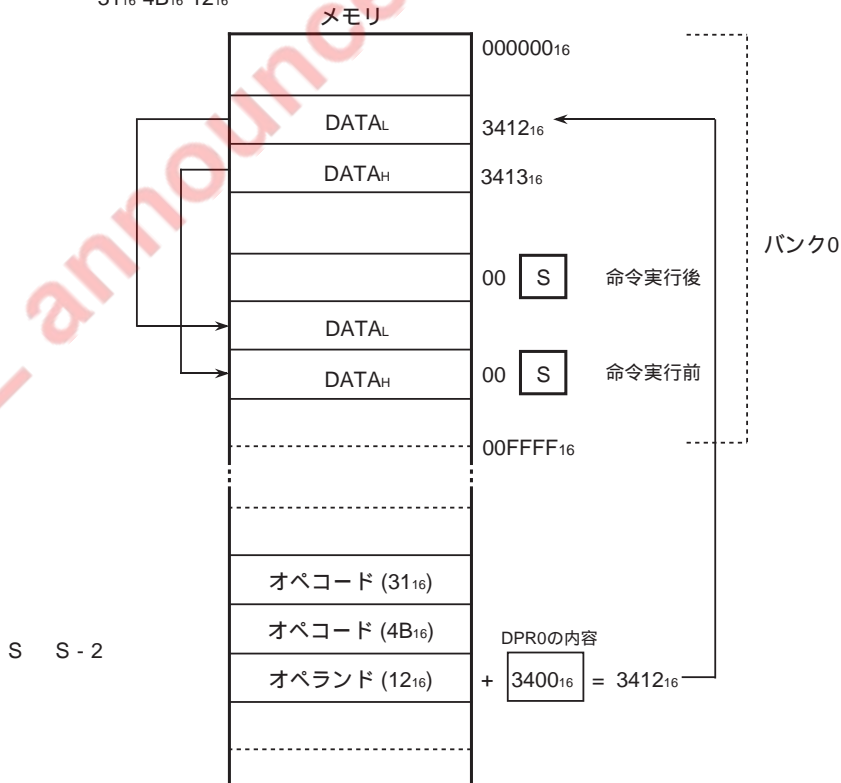 31₁₆ 4B₁₆ 12₁₆
メモリ
000000₁₆
DATAL 3412₁₆
DATAH 3413₁₆
バンク0
00 S 命令実行後
DATAL
DATAH 00 S 命令実行前
00FFFF₁₆
オペコード (31₁₆)
オペコード (4B₁₆)
S S - 2
DPR0の内容
オペランド (12₁₆) + 3400₁₆ = 3412₁₆
_ announc